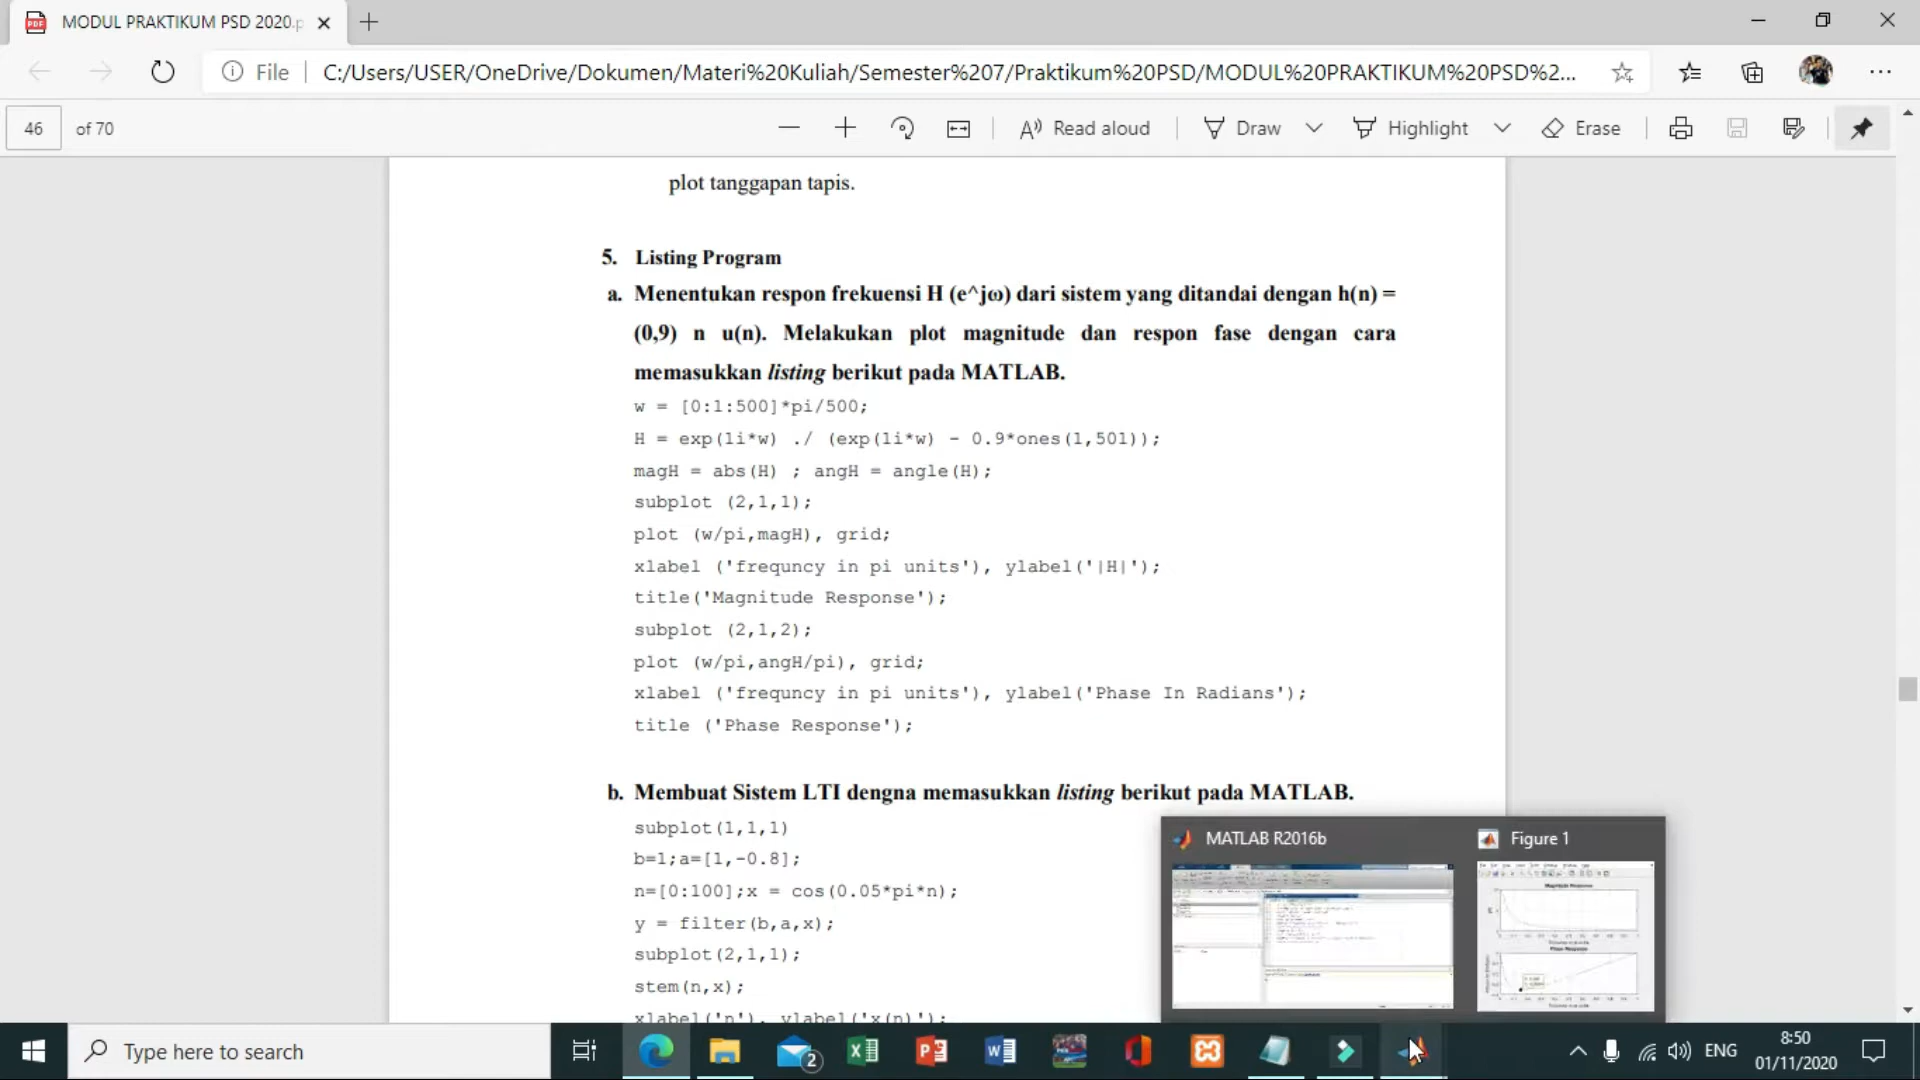 MODUL PRAKTIKUM PSD 2020.p
File
C:/Users/USER/OneDrive/Dokumen/Materi%20Kuliah/Semester%207/Praktikum%20PSD/MODUL%20PRAKTIKUM%20PSD%2...
46 of 70
Read aloud
Draw
Highlight
Erase
plot tanggapan tapis.
5. Listing Program
a. Menentukan respon frekuensi H (e^jω) dari sistem yang ditandai dengan h(n) =
(0,9) n u(n). Melakukan plot magnitude dan respon fase dengan cara
memasukkan listing berikut pada MATLAB.
w = [0:1:500]*pi/500;
H = exp(1i*w) ./ (exp(1i*w) - 0.9*ones(1,501));
magH = abs(H) ; angH = angle(H);
subplot (2,1,1);
plot (w/pi,magH), grid;
xlabel ('frequncy in pi units'), ylabel('|H|');
title('Magnitude Response');
subplot (2,1,2);
plot (w/pi,angH/pi), grid;
xlabel ('frequncy in pi units'), ylabel('Phase In Radians');
title ('Phase Response');
b. Membuat Sistem LTI dengna memasukkan listing berikut pada MATLAB.
subplot(1,1,1)
b=1;a=[1,-0.8];
n=[0:100];x = cos(0.05*pi*n);
y = filter(b,a,x);
subplot(2,1,1);
stem(n,x);
xlabel('n'), ylabel('x(n)');
MATLAB R2016b
Figure 1
Magnitude Response
Phase Response
Type here to search
2
ENG
8:50
01/11/2020